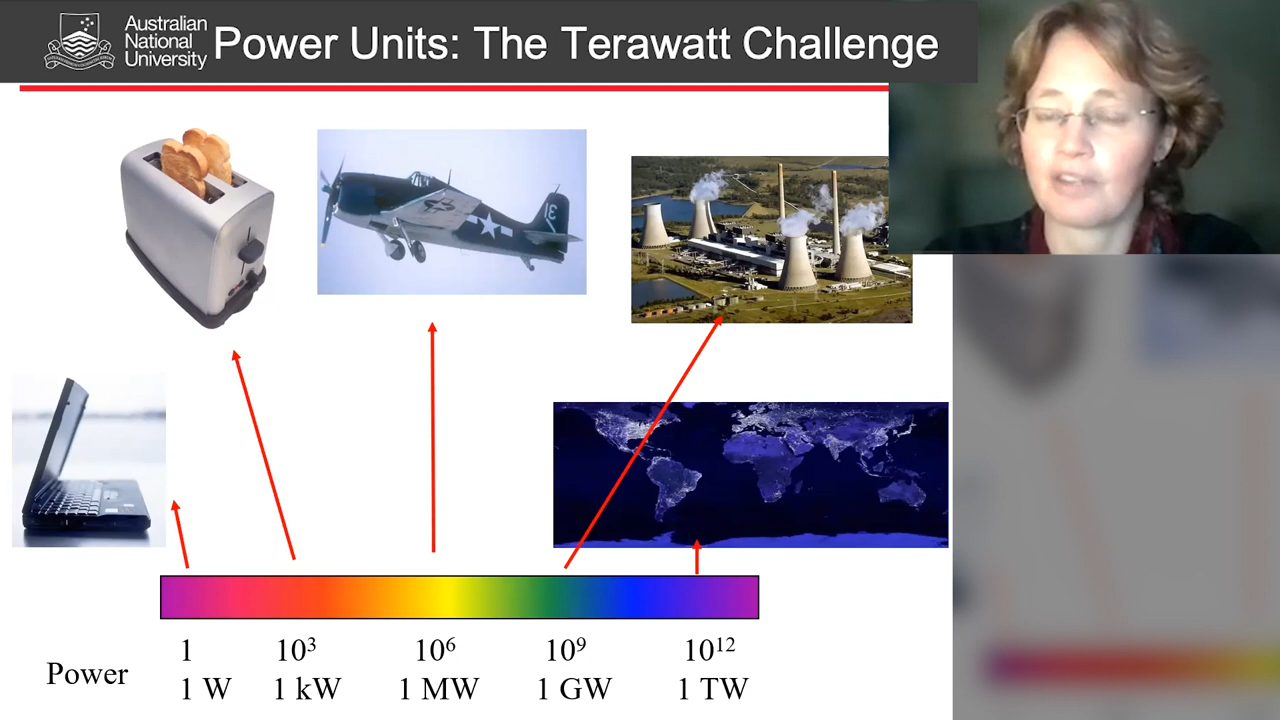 Australian
National
University
Power Units: The Terawatt Challenge
1 10³ 10⁶ 10⁹ 10¹²
Power
1 W 1 kW 1 MW 1 GW 1 TW